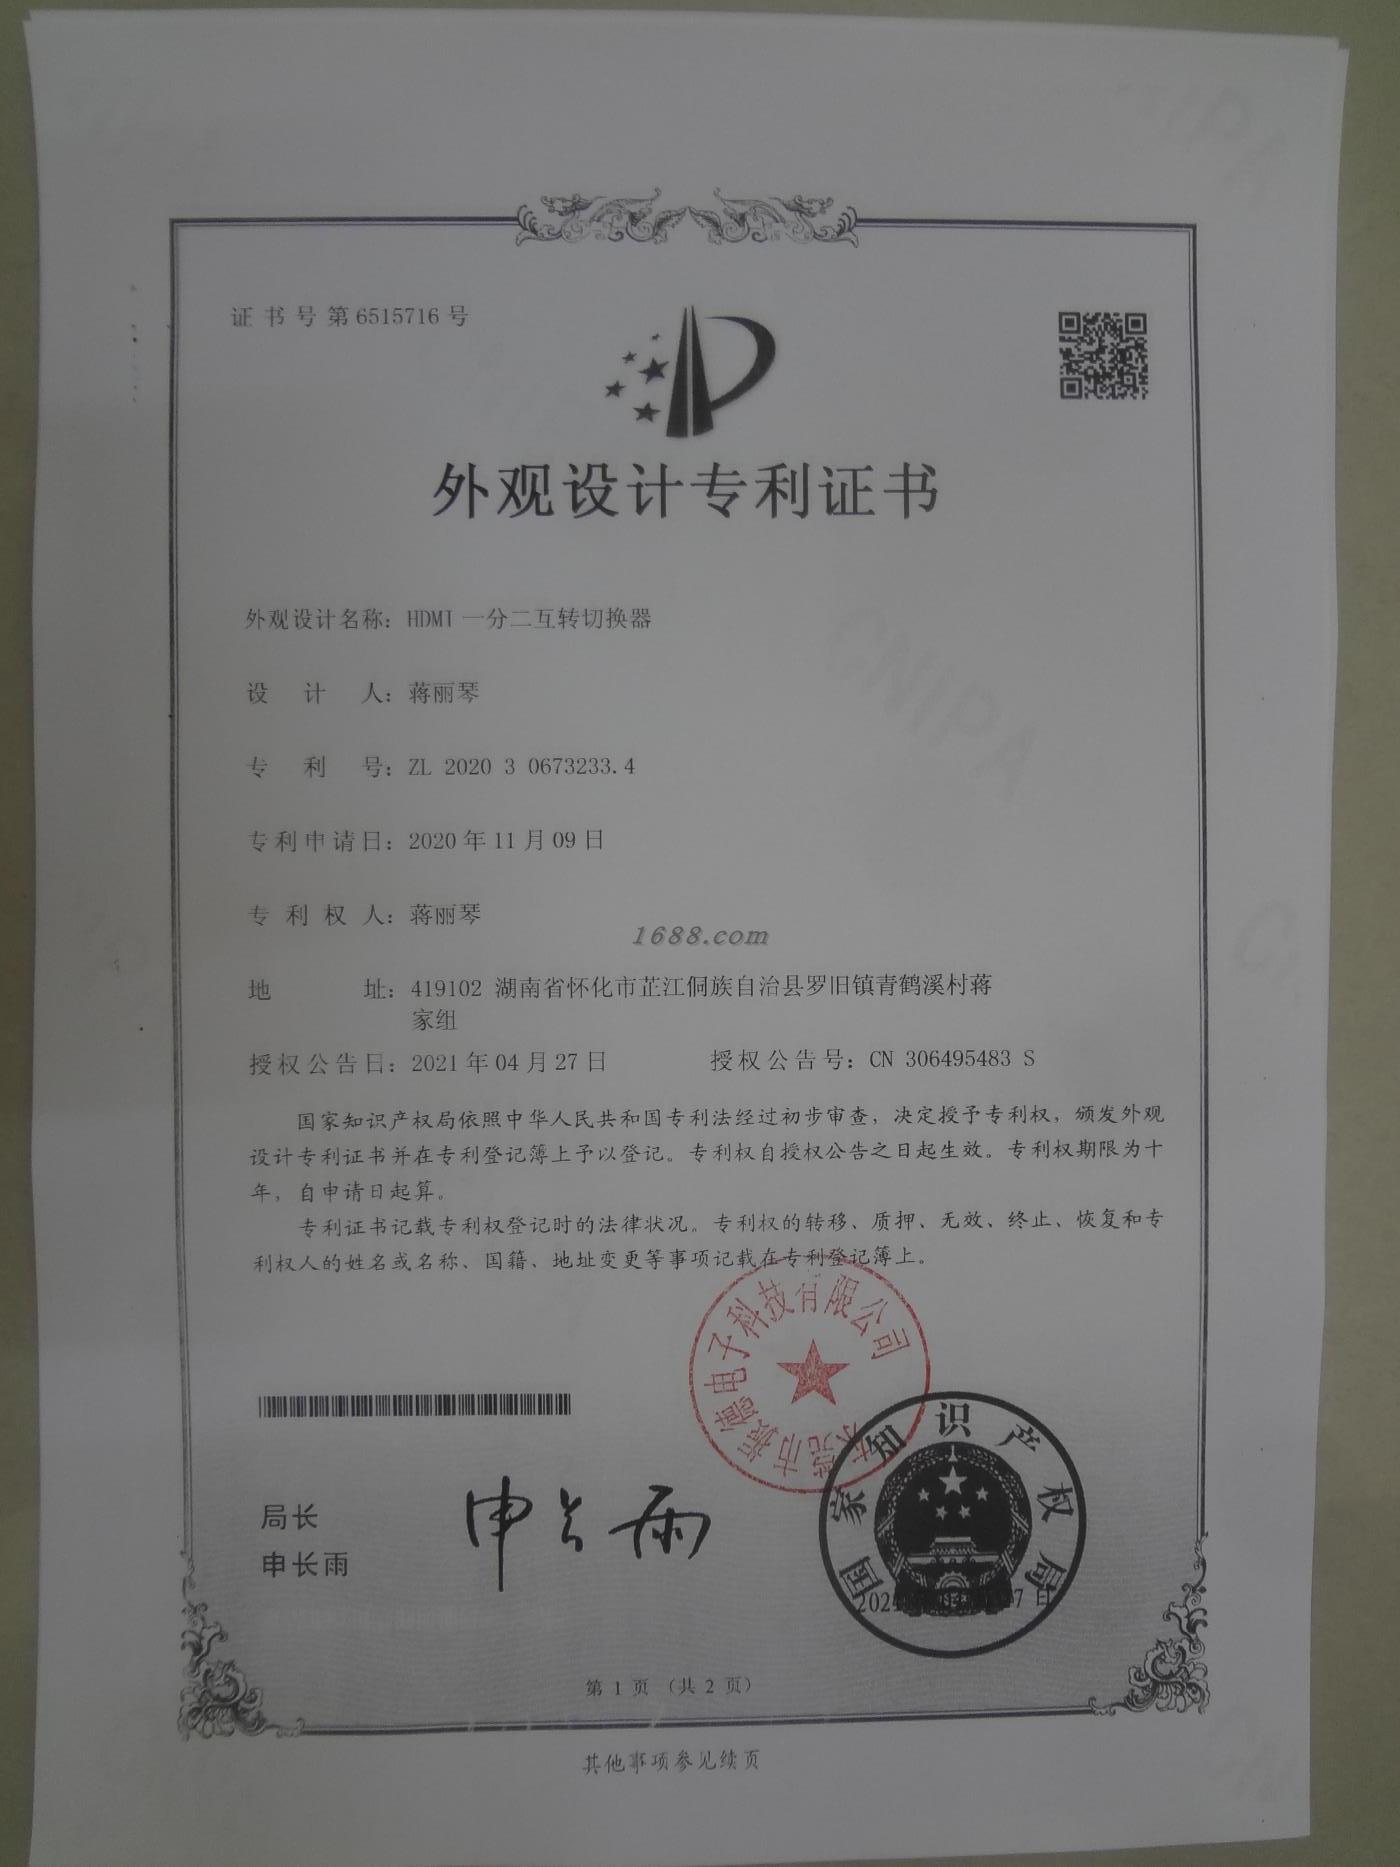 证书号第6515716号
外观设计专利证书
外观设计名称：HDMI 一分二互转切换器
设计人：蒋丽琴
专利号：ZL 2020 3 0673233.4
专利申请日：2020年11月09日
专利权人：蒋丽琴
1688.com
地址：419102 湖南省怀化市芷江侗族自治县罗旧镇青鹤溪村蒋
家组
授权公告日：2021年04月27日 授权公告号：CN 306495483 S
国家知识产权局依照中华人民共和国专利法经过初步审查，决定授予专利权，颁发外观
设计专利证书并在专利登记簿上予以登记。专利权自授权公告之日起生效。专利权期限为十
年，自申请日起算。
专利证书记载专利权登记时的法律状况。专利权的转移、质押、无效、终止、恢复和专
利权人的姓名或名称、国籍、地址变更等事项记载在专利登记簿上。
东莞市振德电子科技有限公司
局长
申长雨
申长雨
国家知识产权局
第 1 页 （共 2 页）
其他事项参见续页
CNIPA
CNIPA